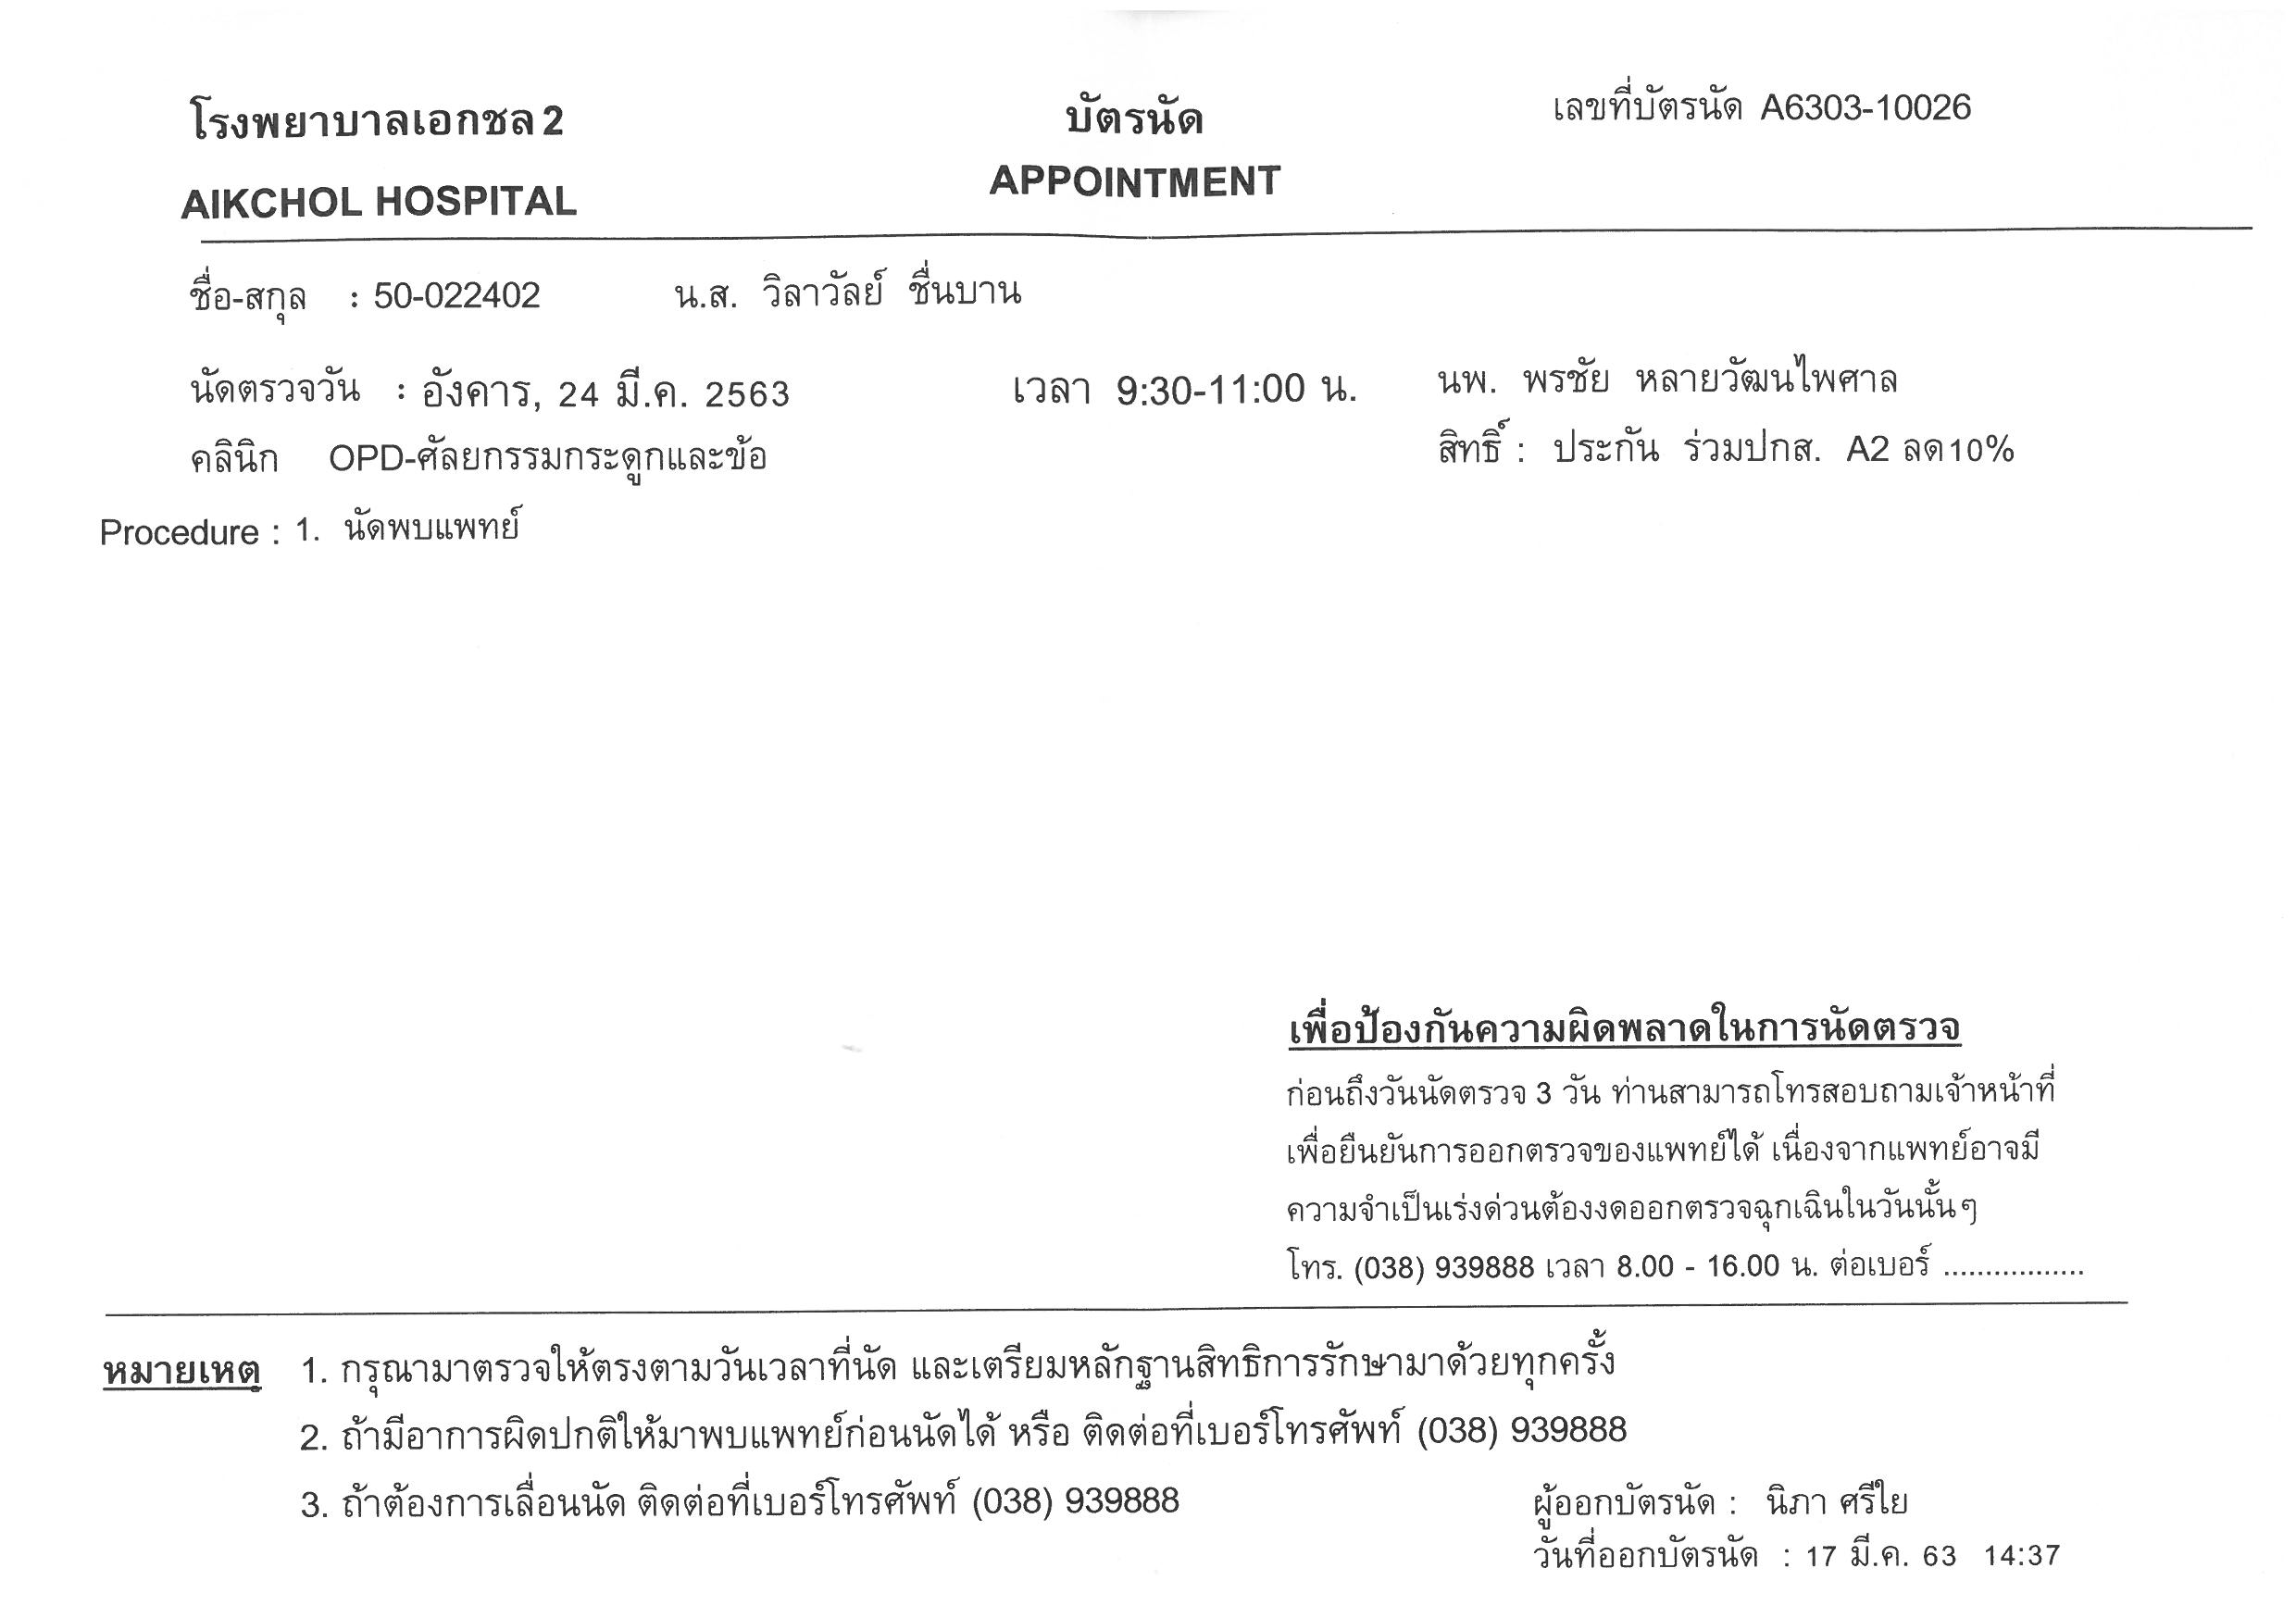 โรงพยาบาลเอกชล 2 บัตรนัด เลขที่บัตรนัด A6303-10026
AIKCHOL HOSPITAL APPOINTMENT
ชื่อ-สกุล : 50-022402 น.ส. วิลาวัลย์ ชื่นบาน
นัดตรวจวัน : อังคาร, 24 มี.ค. 2563 เวลา 9:30-11:00 น. นพ. พรชัย หลายวัฒนไพศาล
คลินิก OPD-ศัลยกรรมกระดูกและข้อ สิทธิ์ : ประกัน ร่วมปกส. A2 ลด10%
Procedure : 1. นัดพบแพทย์
เพื่อป้องกันความผิดพลาดในการนัดตรวจ
ก่อนถึงวันนัดตรวจ 3 วัน ท่านสามารถโทรสอบถามเจ้าหน้าที่
เพื่อยืนยันการออกตรวจของแพทย์ได้ เนื่องจากแพทย์อาจมี
ความจำเป็นเร่งด่วนต้องงดออกตรวจฉุกเฉินในวันนั้นๆ
โทร. (038) 939888 เวลา 8.00 - 16.00 น. ต่อเบอร์ .................
หมายเหตุ 1. กรุณามาตรวจให้ตรงตามวันเวลาที่นัด และเตรียมหลักฐานสิทธิการรักษามาด้วยทุกครั้ง
2. ถ้ามีอาการผิดปกติให้มาพบแพทย์ก่อนนัดได้ หรือ ติดต่อที่เบอร์โทรศัพท์ (038) 939888
3. ถ้าต้องการเลื่อนนัด ติดต่อที่เบอร์โทรศัพท์ (038) 939888
ผู้ออกบัตรนัด : นิภา ศรีใย
วันที่ออกบัตรนัด : 17 มี.ค. 63 14:37